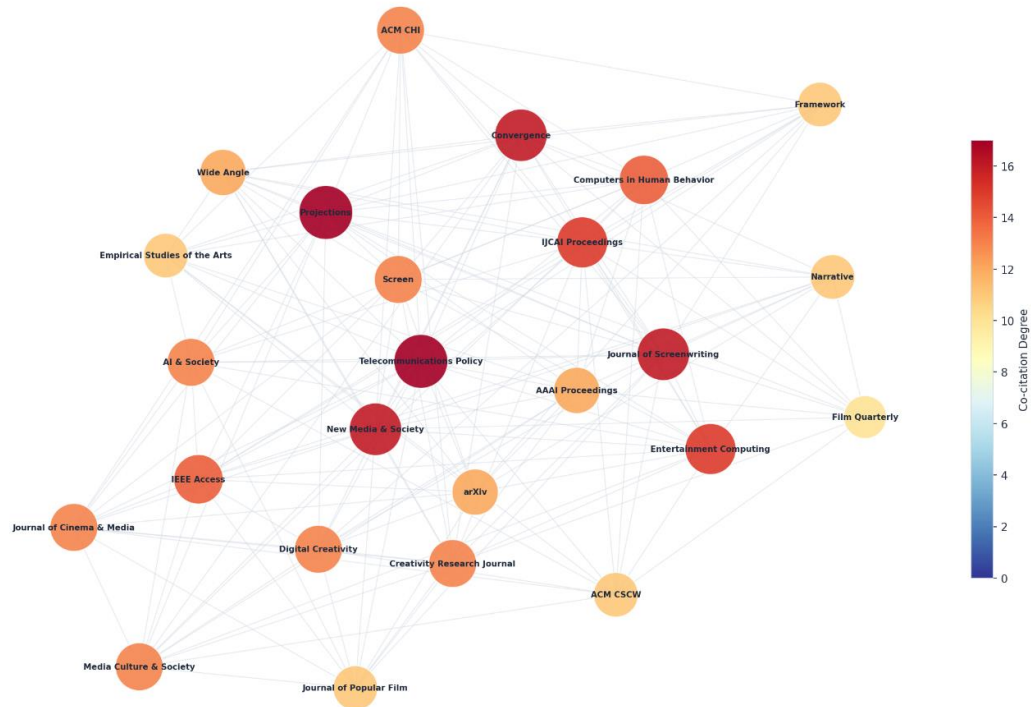 ACM CHI
Framework
Convergence
Wide Angle
Computers in Human Behavior
Projections
IJCAI Proceedings
Empirical Studies of the Arts
Screen
Narrative
AI & Society
Telecommunications Policy
Journal of Screenwriting
AAAI Proceedings
Film Quarterly
New Media & Society
Entertainment Computing
IEEE Access
arXiv
Journal of Cinema & Media
Digital Creativity
Creativity Research Journal
ACM CSCW
Media Culture & Society
Journal of Popular Film
16
14
12
10
8
6
4
2
0
Co-citation Degree